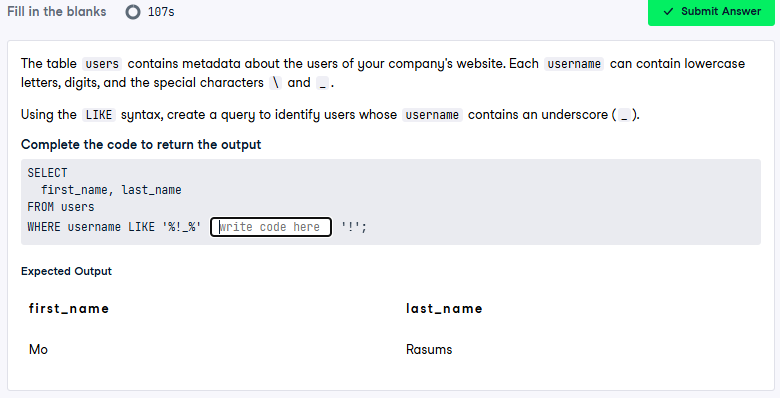 Fill in the blanks 107s ✓ Submit Answer
The table users contains metadata about the users of your company's website. Each username can contain lowercase
letters, digits, and the special characters \ and _ .
Using the LIKE syntax, create a query to identify users whose username contains an underscore ( _ ).
Complete the code to return the output
SELECT
  first_name, last_name
FROM users
WHERE username LIKE '%!_%' write code here '!';
Expected Output
first_name last_name
Mo Rasums